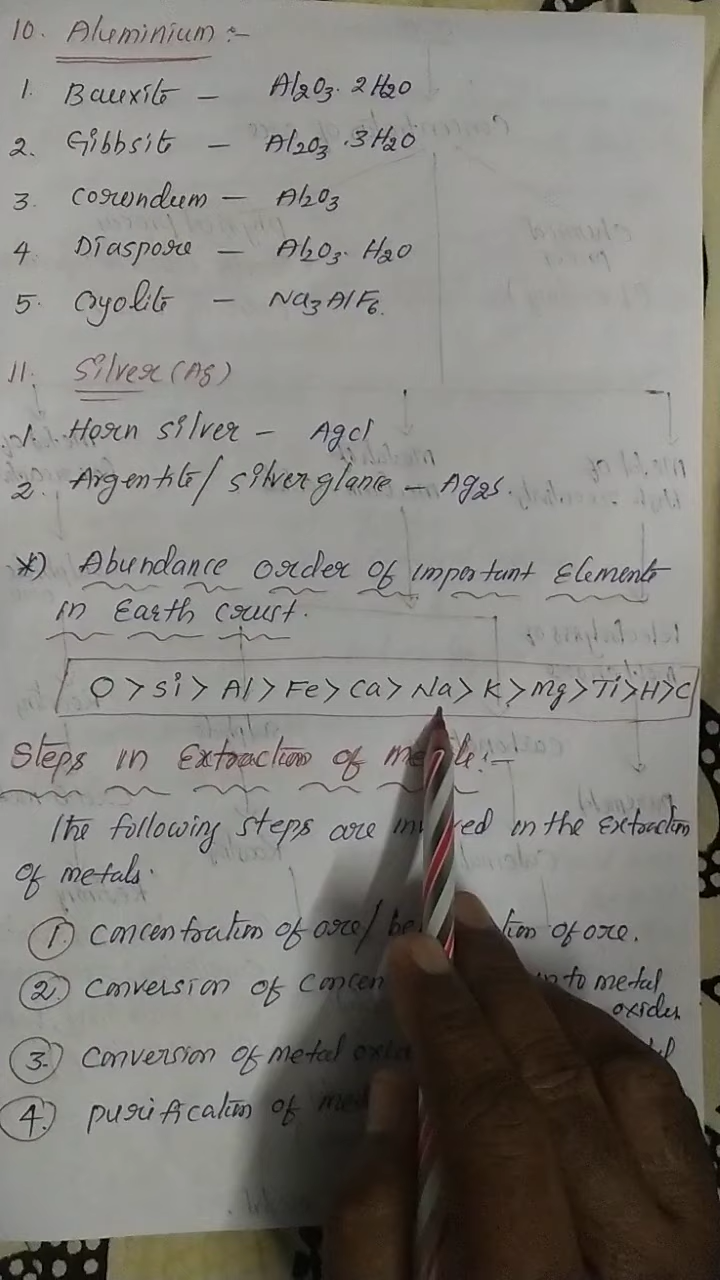 10. Aluminium :-
1. Bauxite - Al2O3. 2H2O
2. Gibbsite - Al2O3 .3H2O
3. Corundum - Al2O3
4. Diaspore - Al2O3. H2O
5. Cryolite - Na3AlF6.
11. Silver (Ag)
1. Horn silver - Agcl
2. Argentite/ silver glance - Ag2s.
*) Abundance order of important Elements
in Earth crust.
O > Si > Al > Fe > Ca > Na > K > Mg > Ti > H > C
Steps in Extraction of :-
The following steps are in the extraction
of metals.
1. concentration of ore/ of ore.
2. conversion of to metal
oxides.
3. conversion of metal
4. purification of